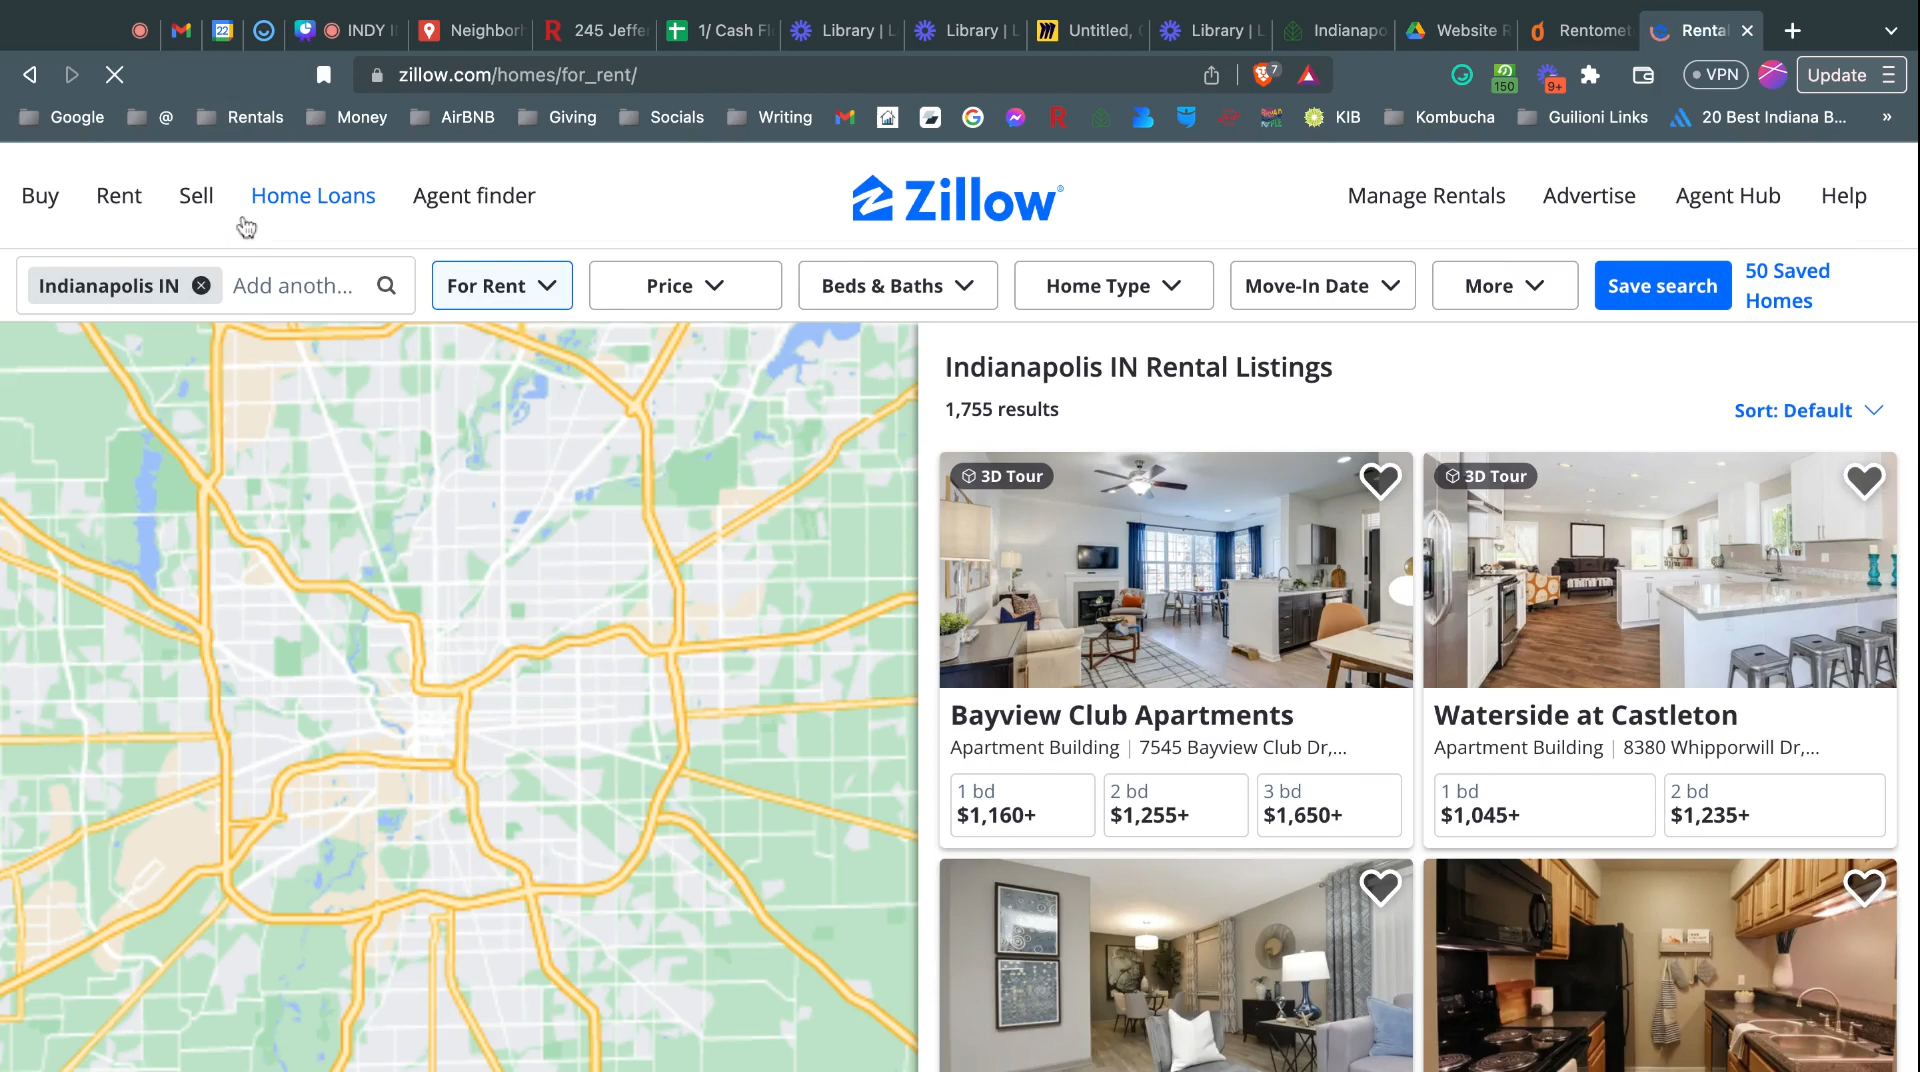 22
INDY
Neighbor
245 Jeffe
1/ Cash Fl
Library | L
Library | L
Untitled,
Library | L
Indianapo
Website R
Rentomet
Rental
zillow.com/homes/for_rent/
7
150
9+
VPN
Update
Google
@
Rentals
Money
AirBNB
Giving
Socials
Writing
KIB
Kombucha
Guilioni Links
20 Best Indiana B...
»
Buy
Rent
Sell
Home Loans
Agent finder
Zillow
Manage Rentals
Advertise
Agent Hub
Help
Indianapolis IN
Add anoth...
For Rent
Price
Beds & Baths
Home Type
Move-In Date
More
Save search
50 Saved
Homes
Indianapolis IN Rental Listings
1,755 results
Sort: Default
3D Tour
3D Tour
Bayview Club Apartments
Apartment Building | 7545 Bayview Club Dr,...
1 bd
$1,160+
2 bd
$1,255+
3 bd
$1,650+
Waterside at Castleton
Apartment Building | 8380 Whipporwill Dr,...
1 bd
$1,045+
2 bd
$1,235+